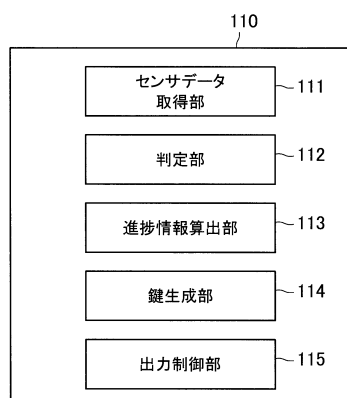 110
センサデータ
取得部
111
判定部
112
進捗情報算出部
113
鍵生成部
114
出力制御部
115